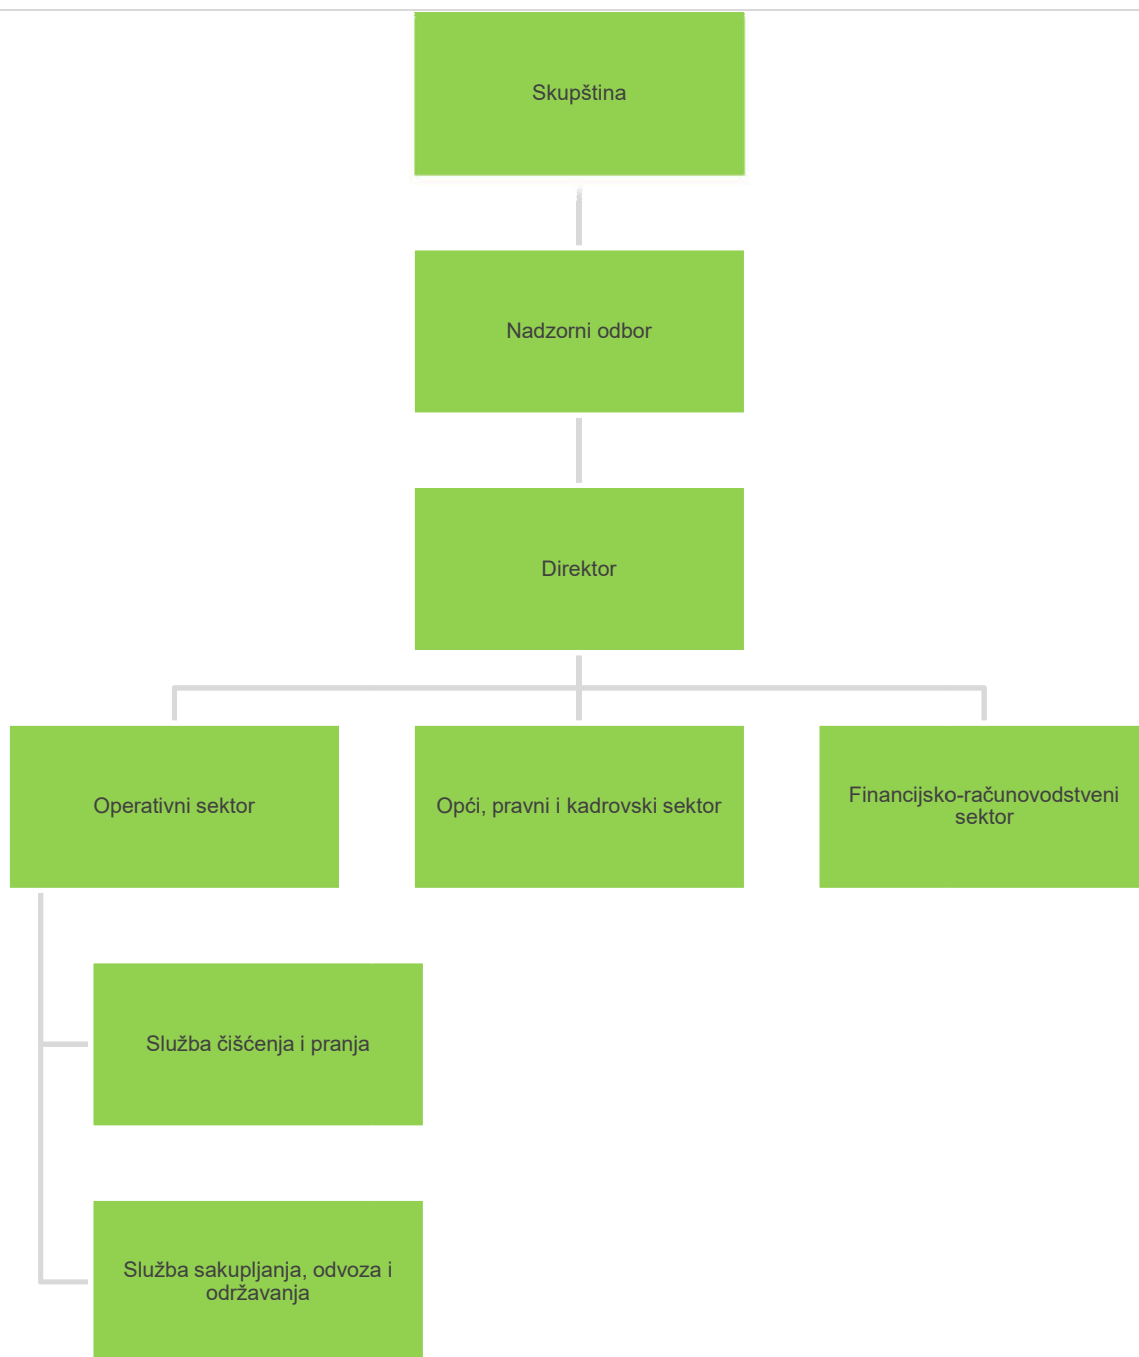 Skupština
Nadzorni odbor
Direktor
Operativni sektor
Opći, pravni i kadrovski sektor
Financijsko-računovodstveni
sektor
Služba čišćenja i pranja
Služba sakupljanja, odvoza i
održavanja